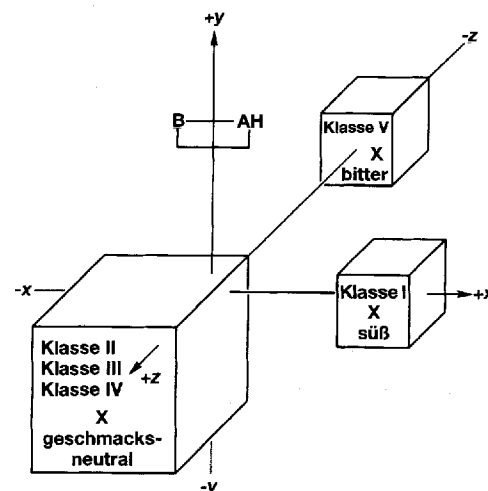 +y
-z
B AH
Klasse V
X
bitter
-x
Klasse I
X
süß
+x
Klasse II
Klasse III
Klasse IV
+z
X
geschmacks-
neutral
-y